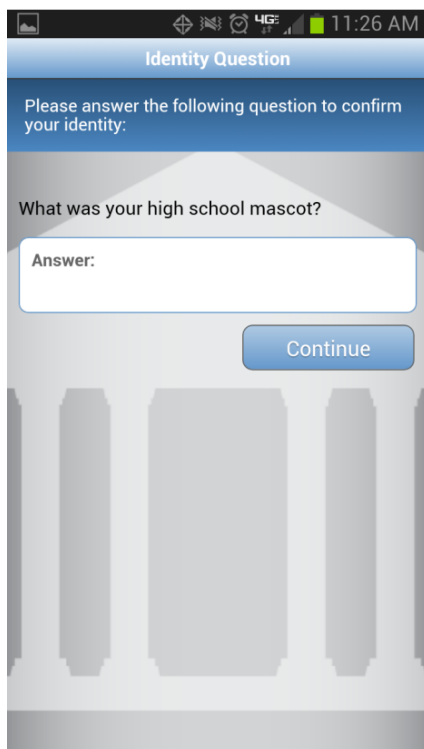 4G 11:26 AM
Identity Question
Please answer the following question to confirm
your identity:
What was your high school mascot?
Answer:
Continue